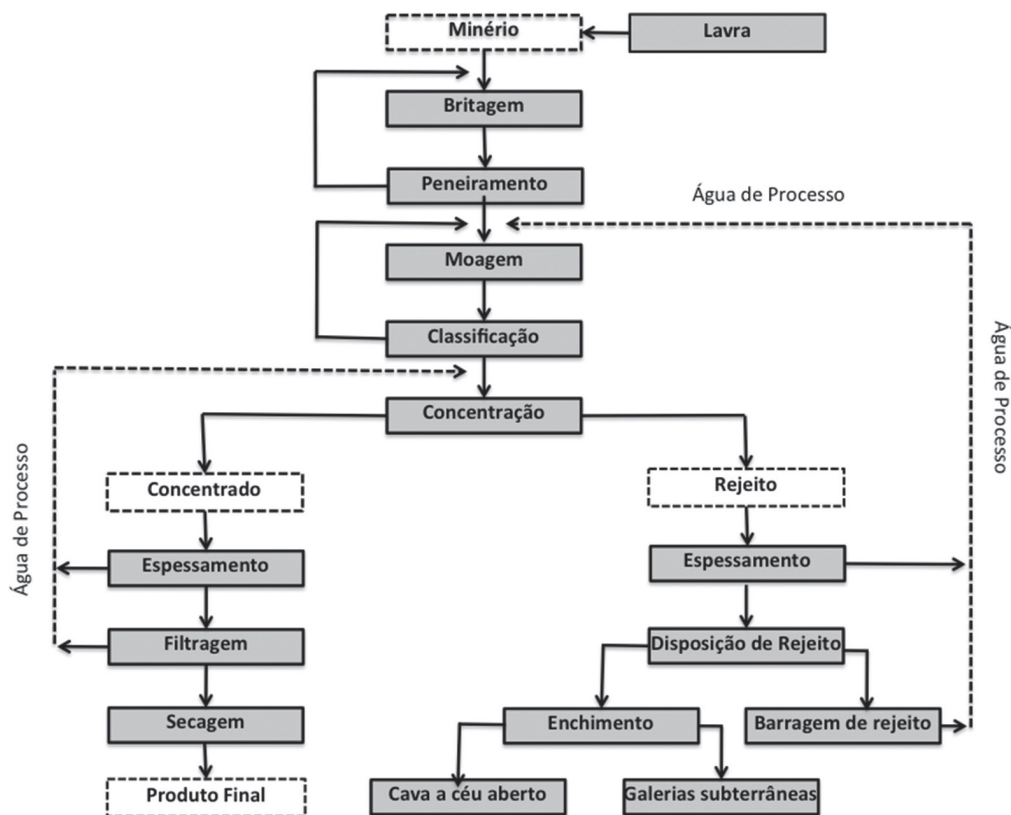 Minério
Lavra
Britagem
Peneiramento
Água de Processo
Moagem
Classificação
Água de Processo
Concentração
Água de Processo
Concentrado
Rejeito
Espessamento
Espessamento
Filtragem
Disposição de Rejeito
Secagem
Enchimento
Barragem de rejeito
Produto Final
Cava a céu aberto
Galerias subterrâneas